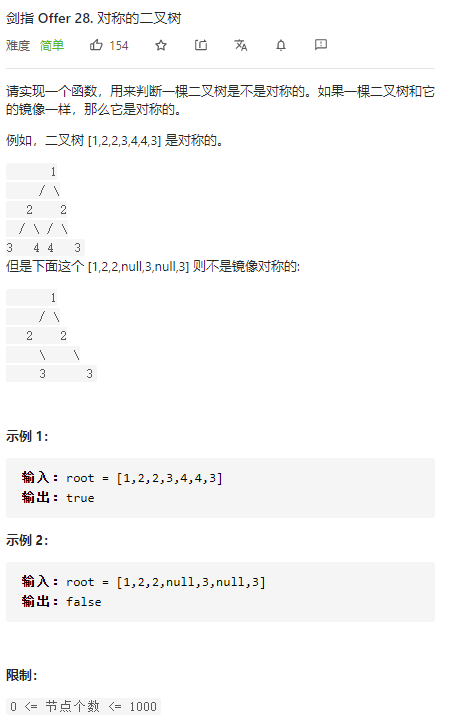 剑指 Offer 28. 对称的二叉树
难度 简单 154
请实现一个函数，用来判断一棵二叉树是不是对称的。如果一棵二叉树和它
的镜像一样，那么它是对称的。
例如，二叉树 [1,2,2,3,4,4,3] 是对称的。
1
/ \
2 2
/ \ / \
3 4 4 3
但是下面这个 [1,2,2,null,3,null,3] 则不是镜像对称的:
1
/ \
2 2
\ \
3 3
示例 1：
输入：root = [1,2,2,3,4,4,3]
输出：true
示例 2：
输入：root = [1,2,2,null,3,null,3]
输出：false
限制：
0 <= 节点个数 <= 1000